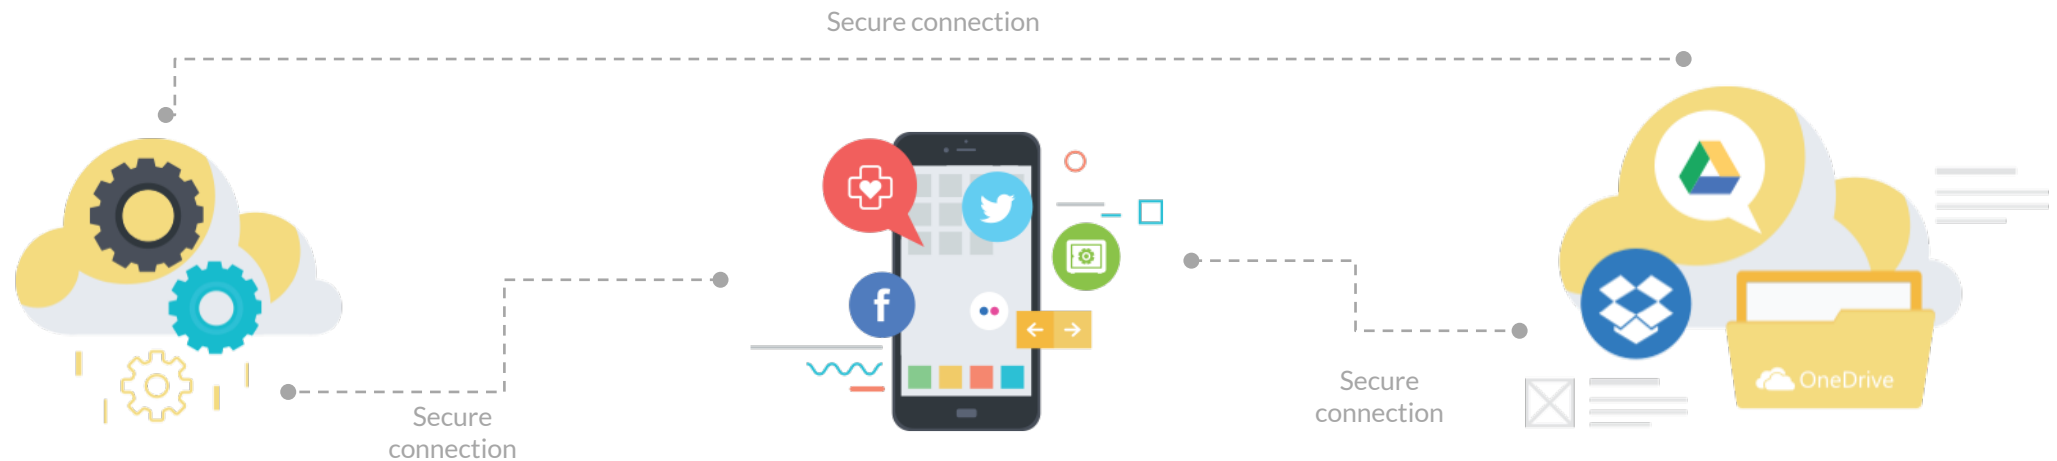 Secure connection
f
OneDrive
Secure
connection
Secure
connection